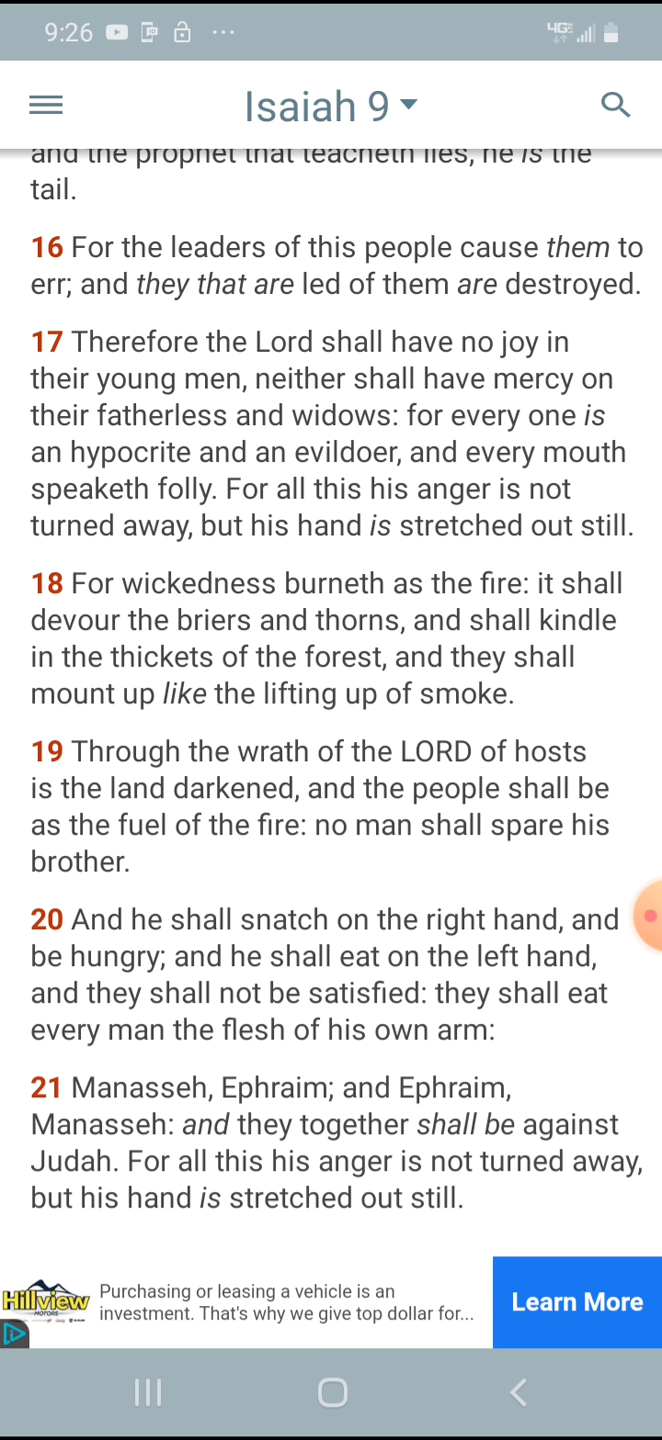 9:26
4GE
Isaiah 9
and the prophet that teacheth lies, he is the
tail.
16 For the leaders of this people cause them to
err; and they that are led of them are destroyed.
17 Therefore the Lord shall have no joy in
their young men, neither shall have mercy on
their fatherless and widows: for every one is
an hypocrite and an evildoer, and every mouth
speaketh folly. For all this his anger is not
turned away, but his hand is stretched out still.
18 For wickedness burneth as the fire: it shall
devour the briers and thorns, and shall kindle
in the thickets of the forest, and they shall
mount up like the lifting up of smoke.
19 Through the wrath of the LORD of hosts
is the land darkened, and the people shall be
as the fuel of the fire: no man shall spare his
brother.
20 And he shall snatch on the right hand, and
be hungry; and he shall eat on the left hand,
and they shall not be satisfied: they shall eat
every man the flesh of his own arm:
21 Manasseh, Ephraim; and Ephraim,
Manasseh: and they together shall be against
Judah. For all this his anger is not turned away,
but his hand is stretched out still.
Hillview
MOTORS
Purchasing or leasing a vehicle is an
investment. That's why we give top dollar for...
Learn More